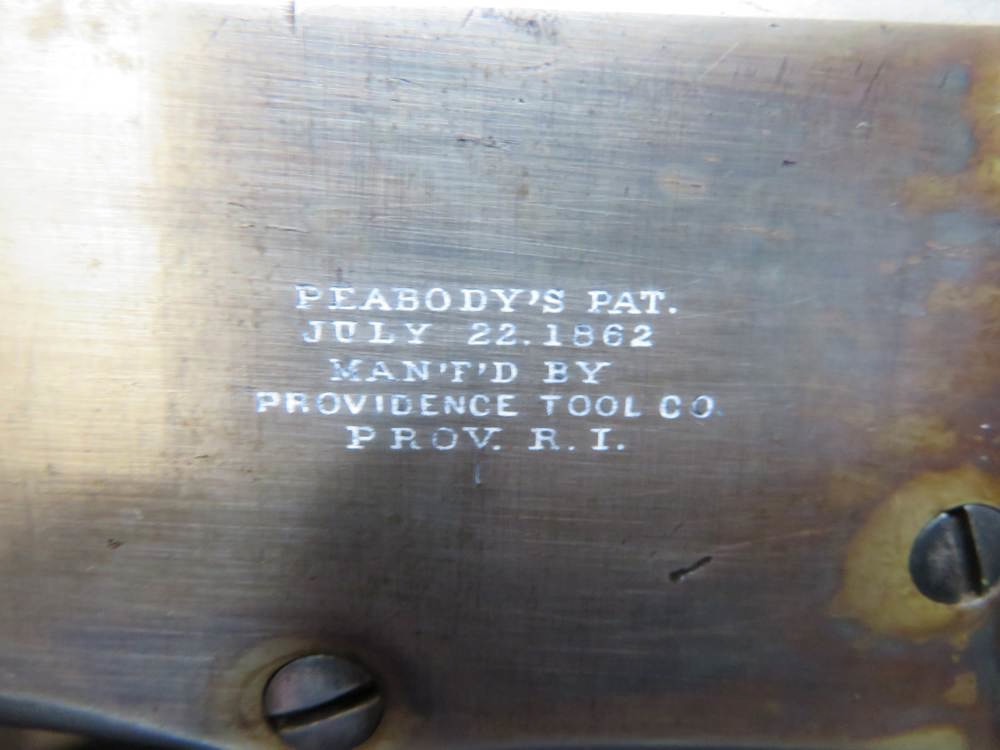 PEABODY'S PAT.
JULY 22. 1862
MAN'F'D BY
PROVIDENCE TOOL CO.
PROV. R. I.